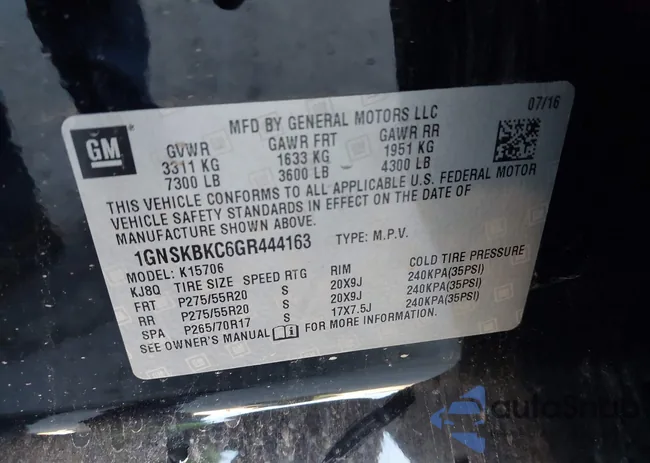 MFD BY GENERAL MOTORS LLC
07/16
GM
GVWR GAWR FRT GAWR RR
3311 KG 1633 KG 1951 KG
7300 LB 3600 LB 4300 LB
THIS VEHICLE CONFORMS TO ALL APPLICABLE U.S. FEDERAL MOTOR
VEHICLE SAFETY STANDARDS IN EFFECT ON THE DATE OF
MANUFACTURE SHOWN ABOVE.
1GNSKBKC6GR444163 TYPE: M.P.V.
MODEL: K15706
KJ8Q TIRE SIZE SPEED RTG RIM COLD TIRE PRESSURE
FRT P275/55R20 S 20X9J 240KPA(35PSI)
RR P275/55R20 S 20X9J 240KPA(35PSI)
SPA P265/70R17 S 17X7.5J 240KPA(35PSI)
SEE OWNER'S MANUAL FOR MORE INFORMATION.
autoSnap